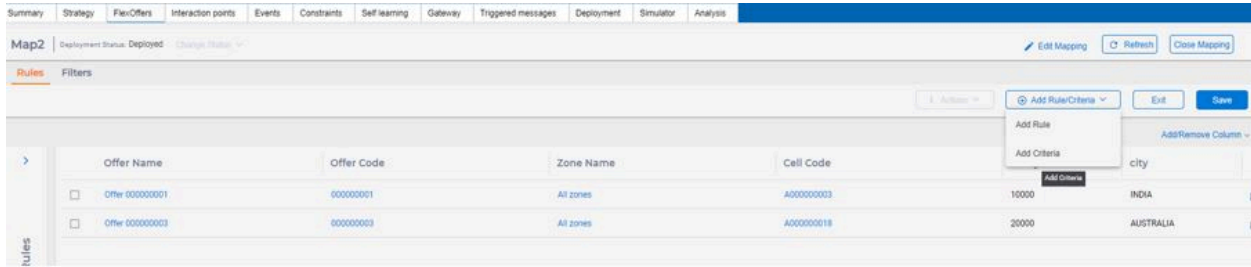 Summary Strategy FlexOffers Interaction points Events Constraints Self learning Gateway Triggered messages Deployment Simulator Analysis
Map2 Deployment Status: Deployed Change Status Edit Mapping Refresh Close Mapping
Rules Filters
Actions Add Rule/Criteria Exit Save
Add Rule
Add/Remove Column
Add Criteria
Offer Name Offer Code Zone Name Cell Code city
Add Criteria
Offer 000000001 000000001 All zones A000000003 10000 INDIA
Offer 000000003 000000003 All zones A000000018 20000 AUSTRALIA
Rules